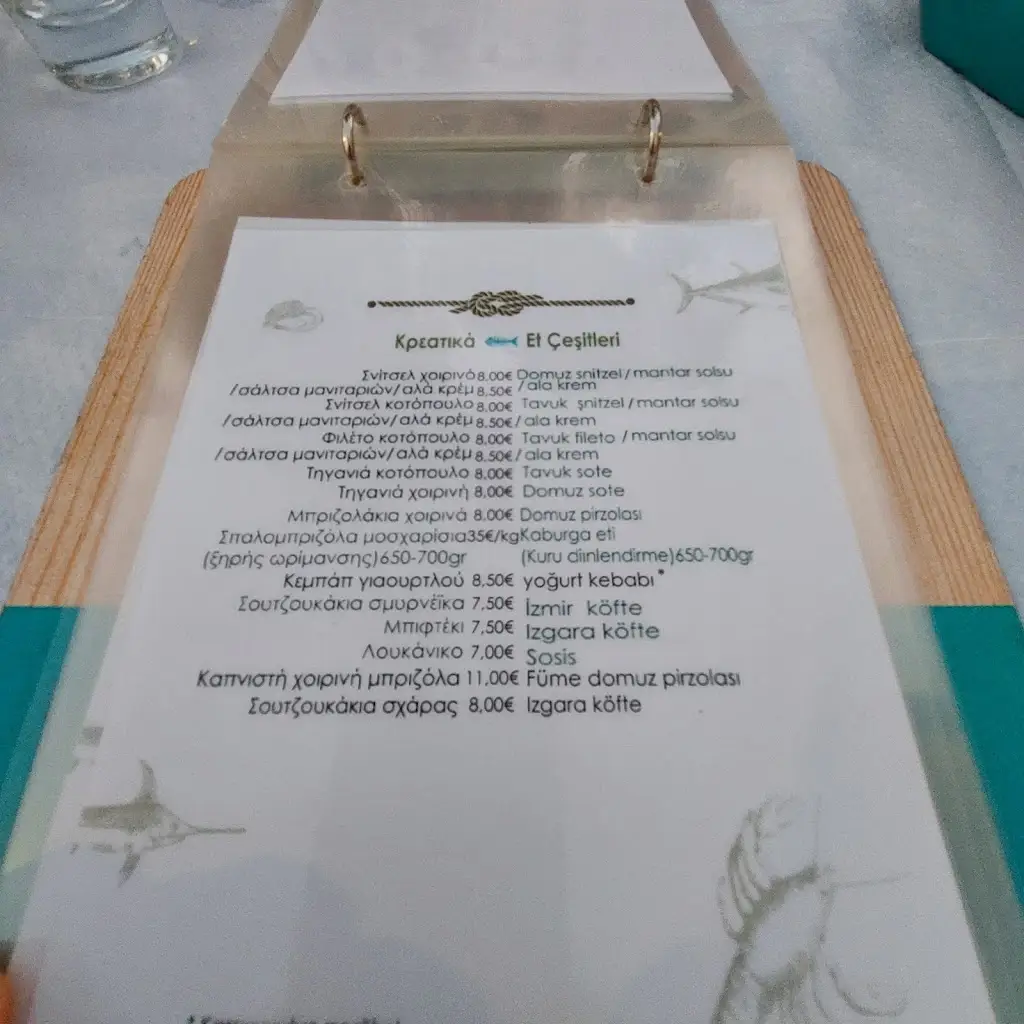 Κρεατικά Et Çeşitleri
Σνίτσελ χοιρινό 8,00€ Domuz snitzel / mantar solsu
/σάλτσα μανιταριών/αλά κρέμ 8,50€ / ala krem
Σνίτσελ κοτόπουλο 8,00€ Tavuk şnitzel / mantar solsu
/σάλτσα μανιταριών/αλά κρέμ 8,50€ / ala krem
Φιλέτο κοτόπουλο 8,00€ Tavuk fileto / mantar solsu
/σάλτσα μανιταριών/αλά κρέμ 8,50€ / ala krem
Τηγανιά κοτόπουλο 8,00€ Tavuk sote
Τηγανιά χοιρινή 8,00€ Domuz sote
Μπριζολάκια χοιρινά 8,00€ Domuz pirzolası
Σπαλομπριζόλα μοσχαρίσια 35€/kg Kaburga eti
(ξηρής ωρίμανσης) 650-700gr (Kuru diinlendirme) 650-700gr
Κεμπάπ γιαουρτλού 8,50€ yoğurt kebabı*
Σουτζουκάκια σμυρνέϊκα 7,50€ İzmir köfte
Μπιφτέκι 7,50€ Izgara köfte
Λουκάνικο 7,00€ Sosis
Καπνιστή χοιρινή μπριζόλα 11,00€ Füme domuz pirzolası
Σουτζουκάκια σχάρας 8,00€ Izgara köfte